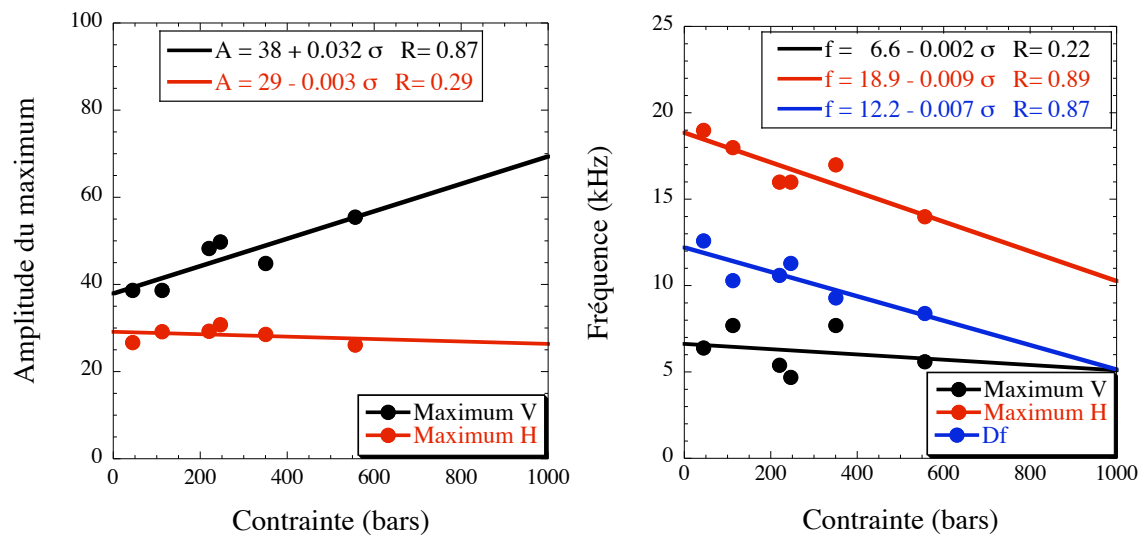 100
80
60
40
20
0
Amplitude du maximum
A = 38 + 0.032 σ R= 0.87
A = 29 - 0.003 σ R= 0.29
Maximum V
Maximum H
0 200 400 600 800 1000
Contrainte (bars)
25
20
15
10
5
0
Fréquence (kHz)
f = 6.6 - 0.002 σ R= 0.22
f = 18.9 - 0.009 σ R= 0.89
f = 12.2 - 0.007 σ R= 0.87
Maximum V
Maximum H
Df
0 200 400 600 800 1000
Contrainte (bars)